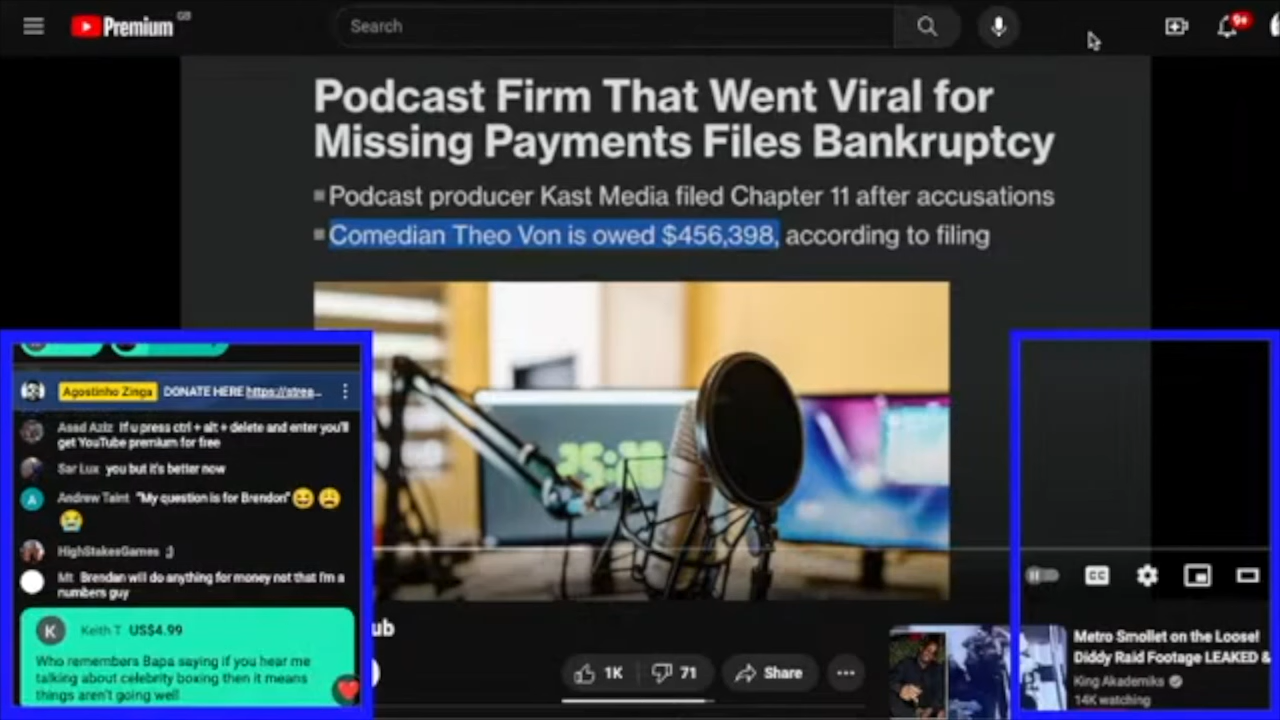 Premium GB
Search
9+
Podcast Firm That Went Viral for
Missing Payments Files Bankruptcy
Podcast producer Kast Media filed Chapter 11 after accusations
Comedian Theo Von is owed $456,398, according to filing
Agostinho Zinga DONATE HERE https://strea...
Asad Aziz If u press ctrl + alt + delete and enter you'll
get YouTube premium for free
Sar Lux you but it's better now
A Andrew Taint "My question is for Brendon"😆😩
😭
HighStakesGames ;)
Mt Brendan will do anything for money not that I'm a
numbers guy
K Keith T US$4.99
Who remembers Bapa saying if you hear me
talking about celebrity boxing then it means
things aren't going well
ub
1K
71
Share
CC
Metro Smollet on the Loose!
Diddy Raid Footage LEAKED &
King Akademiks
14K watching